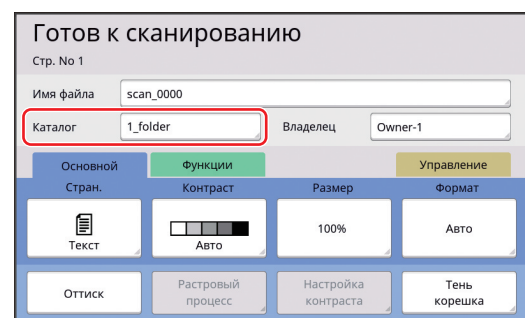 Готов к сканированию
Стр. No 1
Имя файла scan_0000
Каталог 1_folder Владелец Owner-1
Основной Функции Управление
Стран. Контраст Размер Формат
Текст Авто 100% Авто
Оттиск Растровый процесс Настройка контраста Тень корешка